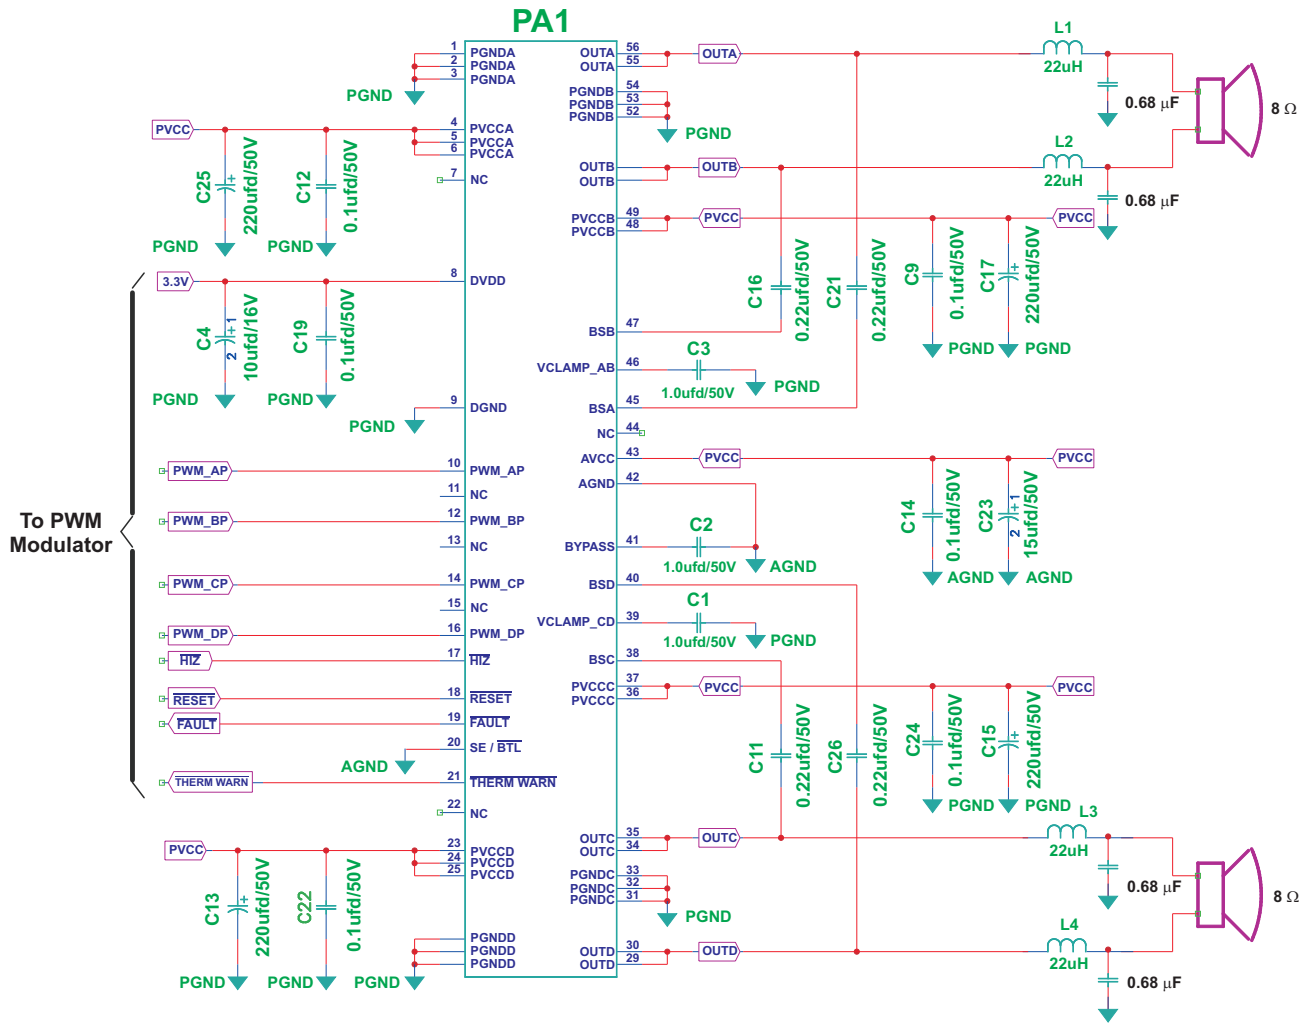 PA1
1 PGNDA
2 PGNDA
3 PGNDA
PGND
PVCC
4 PVCCA
5 PVCCA
6 PVCCA
7 NC
C25
220ufd/50V
+
C12
0.1ufd/50V
PGND
PGND
3.3V
8 DVDD
C4
10ufd/16V
+ 1
2
C19
0.1ufd/50V
PGND
PGND
9 DGND
PGND
To PWM
Modulator
PWM_AP
10 PWM_AP
11 NC
PWM_BP
12 PWM_BP
13 NC
PWM_CP
14 PWM_CP
15 NC
PWM_DP
16 PWM_DP
HIZ
17 HIZ
RESET
18 RESET
FAULT
19 FAULT
20 SE / BTL
AGND
THERM WARN
21 THERM WARN
22 NC
PVCC
23 PVCCD
24 PVCCD
25 PVCCD
C13
220ufd/50V
+
C22
0.1ufd/50V
PGNDD
PGNDD
PGNDD
PGND
PGND
PGND
OUTA 56
OUTA 55
OUTA
L1
22uH
0.68 μF
8 Ω
PGNDB 54
PGNDB 53
PGNDB 52
PGND
OUTB
OUTB
OUTB
L2
22uH
0.68 μF
PVCCB 49
PVCCB 48
PVCC
PVCC
C16
0.22ufd/50V
C21
0.22ufd/50V
C9
0.1ufd/50V
C17
220ufd/50V
+
PGND
PGND
BSB 47
VCLAMP_AB 46
C3
1.0ufd/50V
PGND
BSA 45
NC 44
AVCC 43
PVCC
PVCC
AGND 42
C14
0.1ufd/50V
C23
15ufd/50V
+ 1
2
AGND
AGND
BYPASS 41
C2
1.0ufd/50V
AGND
BSD 40
VCLAMP_CD 39
C1
1.0ufd/50V
PGND
BSC 38
PVCCC 37
PVCCC 36
PVCC
PVCC
C11
0.22ufd/50V
C26
0.22ufd/50V
C24
0.1ufd/50V
C15
220ufd/50V
+
PGND
PGND
OUTC 35
OUTC 34
OUTC
L3
22uH
0.68 μF
8 Ω
PGNDC 33
PGNDC 32
PGNDC 31
PGND
OUTD 30
OUTD 29
OUTD
L4
22uH
0.68 μF